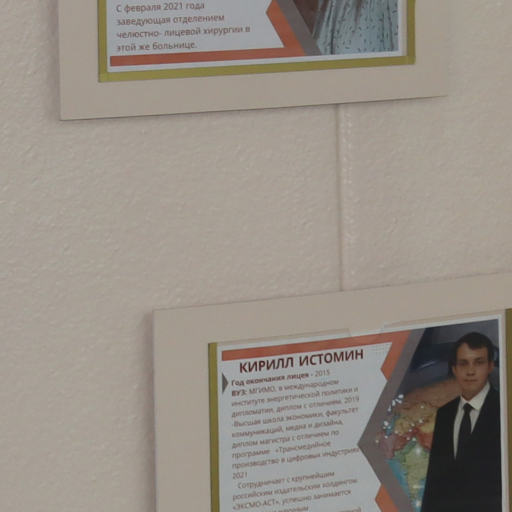 С февраля 2021 года
заведующая отделением
челюстно- лицевой хирургии в
этой же больнице.
КИРИЛЛ ИСТОМИН
Год окончания лицея - 2015
ВУЗ: МГИМО, в международном
институте энергетической политики и
дипломатии, диплом с отличием, 2019
-Высшая школа экономики, факультет
коммуникаций, медиа и дизайна,
диплом магистра с отличием по
программе «Трансмедийное
производство в цифровых индустриях
2021
Сотрудничает с крупнейшим
российским издательским холдингом
«ЭКСМО-АСТ», успешно занимается